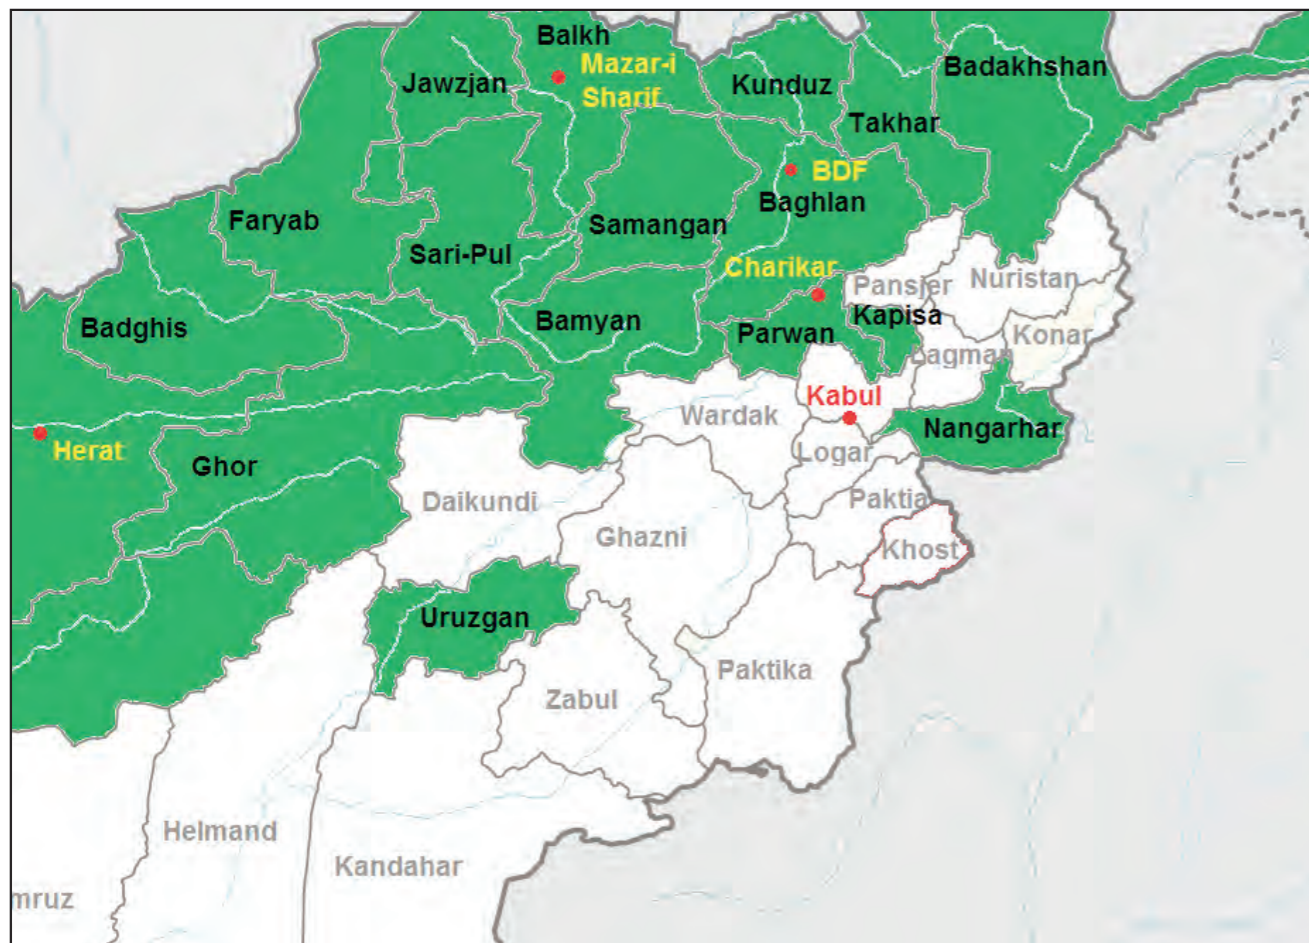 Balkh
Mazar-i
Sharif
Jawzjan
Kunduz
Badakhshan
Takhar
BDF
Baghlan
Faryab
Samangan
Sari-Pul
Charikar
Pansjer
Nuristan
Badghis
Bamyan
Parwan
Kapisa
Konar
Lagman
Kabul
Wardak
Nangarhar
Herat
Ghor
Logar
Daikundi
Paktia
Ghazni
Khost
Uruzgan
Paktika
Zabul
Helmand
Kandahar
mruz